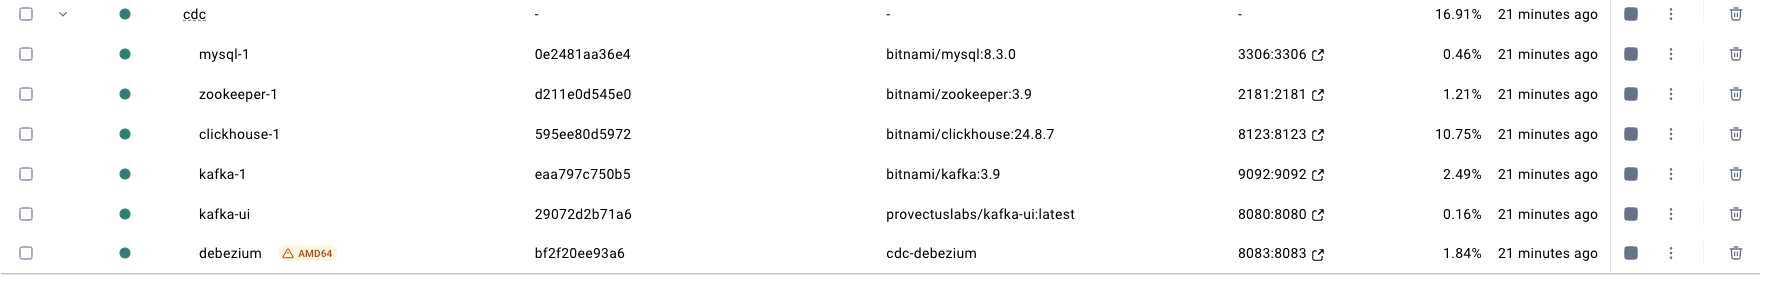 cdc - - - 16.91% 21 minutes ago
mysql-1 0e2481aa36e4 bitnami/mysql:8.3.0 3306:3306 0.46% 21 minutes ago
zookeeper-1 d211e0d545e0 bitnami/zookeeper:3.9 2181:2181 1.21% 21 minutes ago
clickhouse-1 595ee80d5972 bitnami/clickhouse:24.8.7 8123:8123 10.75% 21 minutes ago
kafka-1 eaa797c750b5 bitnami/kafka:3.9 9092:9092 2.49% 21 minutes ago
kafka-ui 29072d2b71a6 provectuslabs/kafka-ui:latest 8080:8080 0.16% 21 minutes ago
debezium AMD64 bf2f20ee93a6 cdc-debezium 8083:8083 1.84% 21 minutes ago